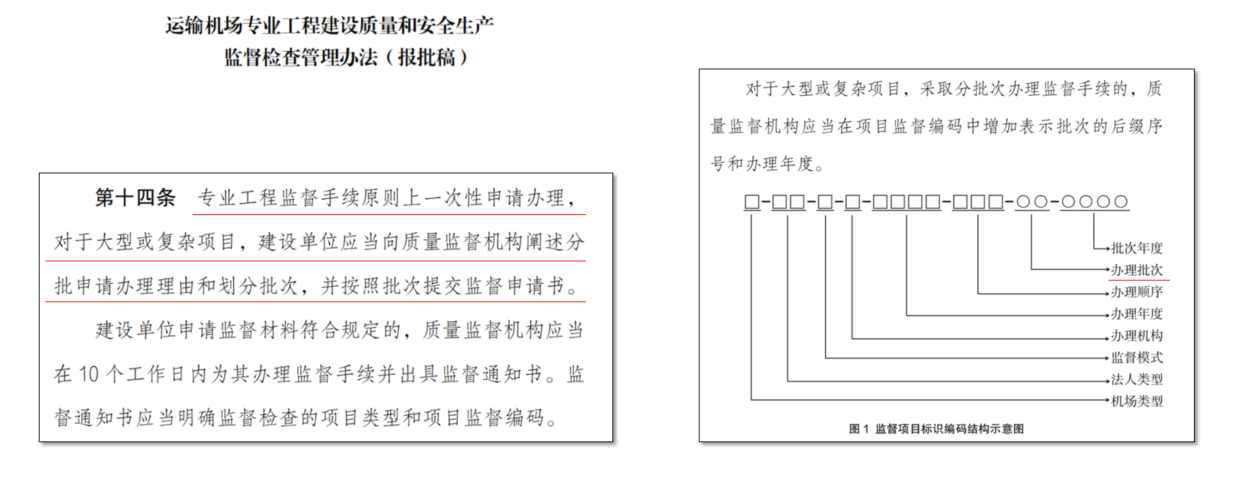 运输机场专业工程建设质量和安全生产
监督检查管理办法（报批稿）
第十四条 专业工程监督手续原则上一次性申请办理，
对于大型或复杂项目，建设单位应当向质量监督机构阐述分
批申请办理理由和划分批次，并按照批次提交监督申请书。
建设单位申请监督材料符合规定的，质量监督机构应当
在 10 个工作日内为其办理监督手续并出具监督通知书。监
督通知书应当明确监督检查的项目类型和项目监督编码。
对于大型或复杂项目，采取分批次办理监督手续的，质
量监督机构应当在项目监督编码中增加表示批次的后缀序
号和办理年度。
□-□□-□-□-□□□□-□□□-○○-○○○○
批次年度
办理批次
办理顺序
办理年度
办理机构
监督模式
法人类型
机场类型
图 1 监督项目标识编码结构示意图